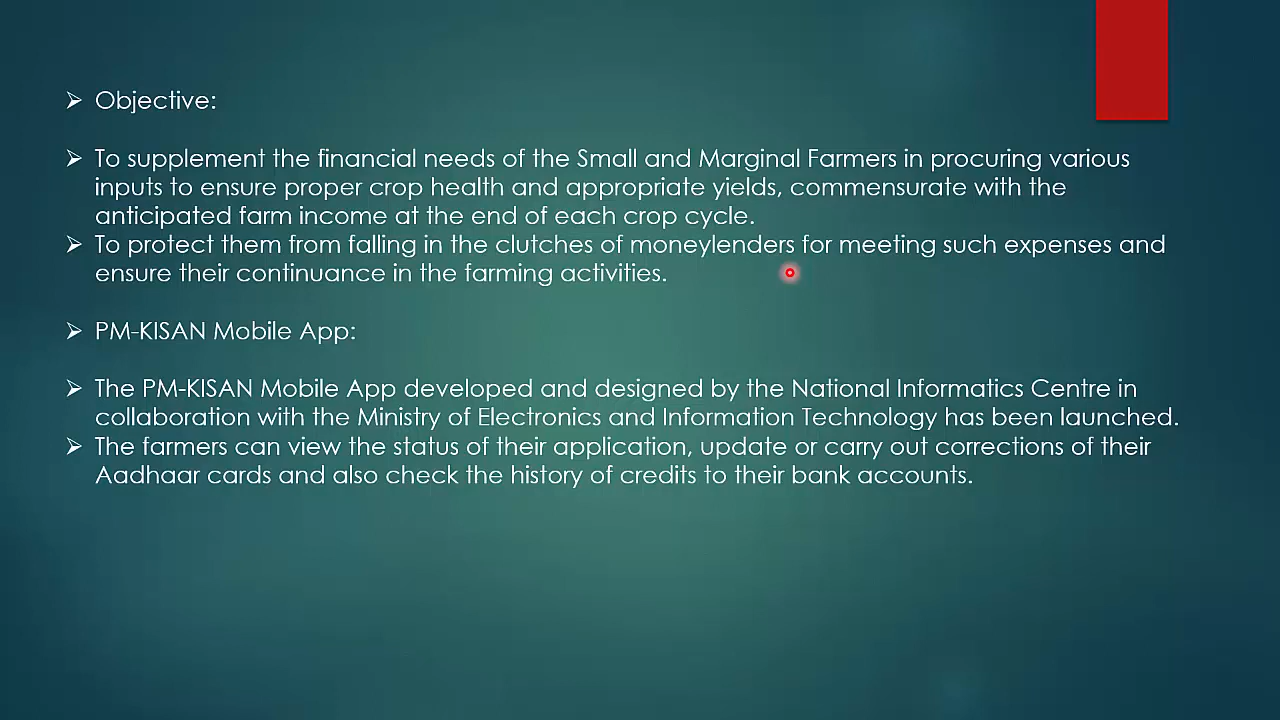 Objective:
To supplement the financial needs of the Small and Marginal Farmers in procuring various
inputs to ensure proper crop health and appropriate yields, commensurate with the
anticipated farm income at the end of each crop cycle.
To protect them from falling in the clutches of moneylenders for meeting such expenses and
ensure their continuance in the farming activities.
PM-KISAN Mobile App:
The PM-KISAN Mobile App developed and designed by the National Informatics Centre in
collaboration with the Ministry of Electronics and Information Technology has been launched.
The farmers can view the status of their application, update or carry out corrections of their
Aadhaar cards and also check the history of credits to their bank accounts.